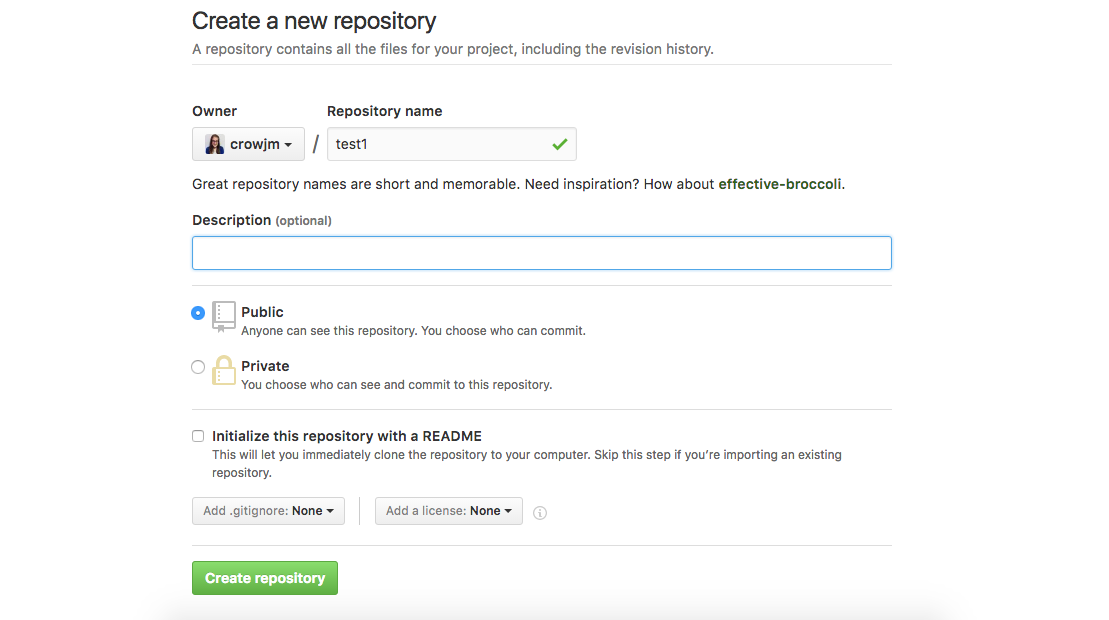 Create a new repository
A repository contains all the files for your project, including the revision history.
Owner Repository name
crowjm / test1
Great repository names are short and memorable. Need inspiration? How about effective-broccoli.
Description (optional)
Public
Anyone can see this repository. You choose who can commit.
Private
You choose who can see and commit to this repository.
Initialize this repository with a README
This will let you immediately clone the repository to your computer. Skip this step if you’re importing an existing
repository.
Add .gitignore: None Add a license: None
Create repository